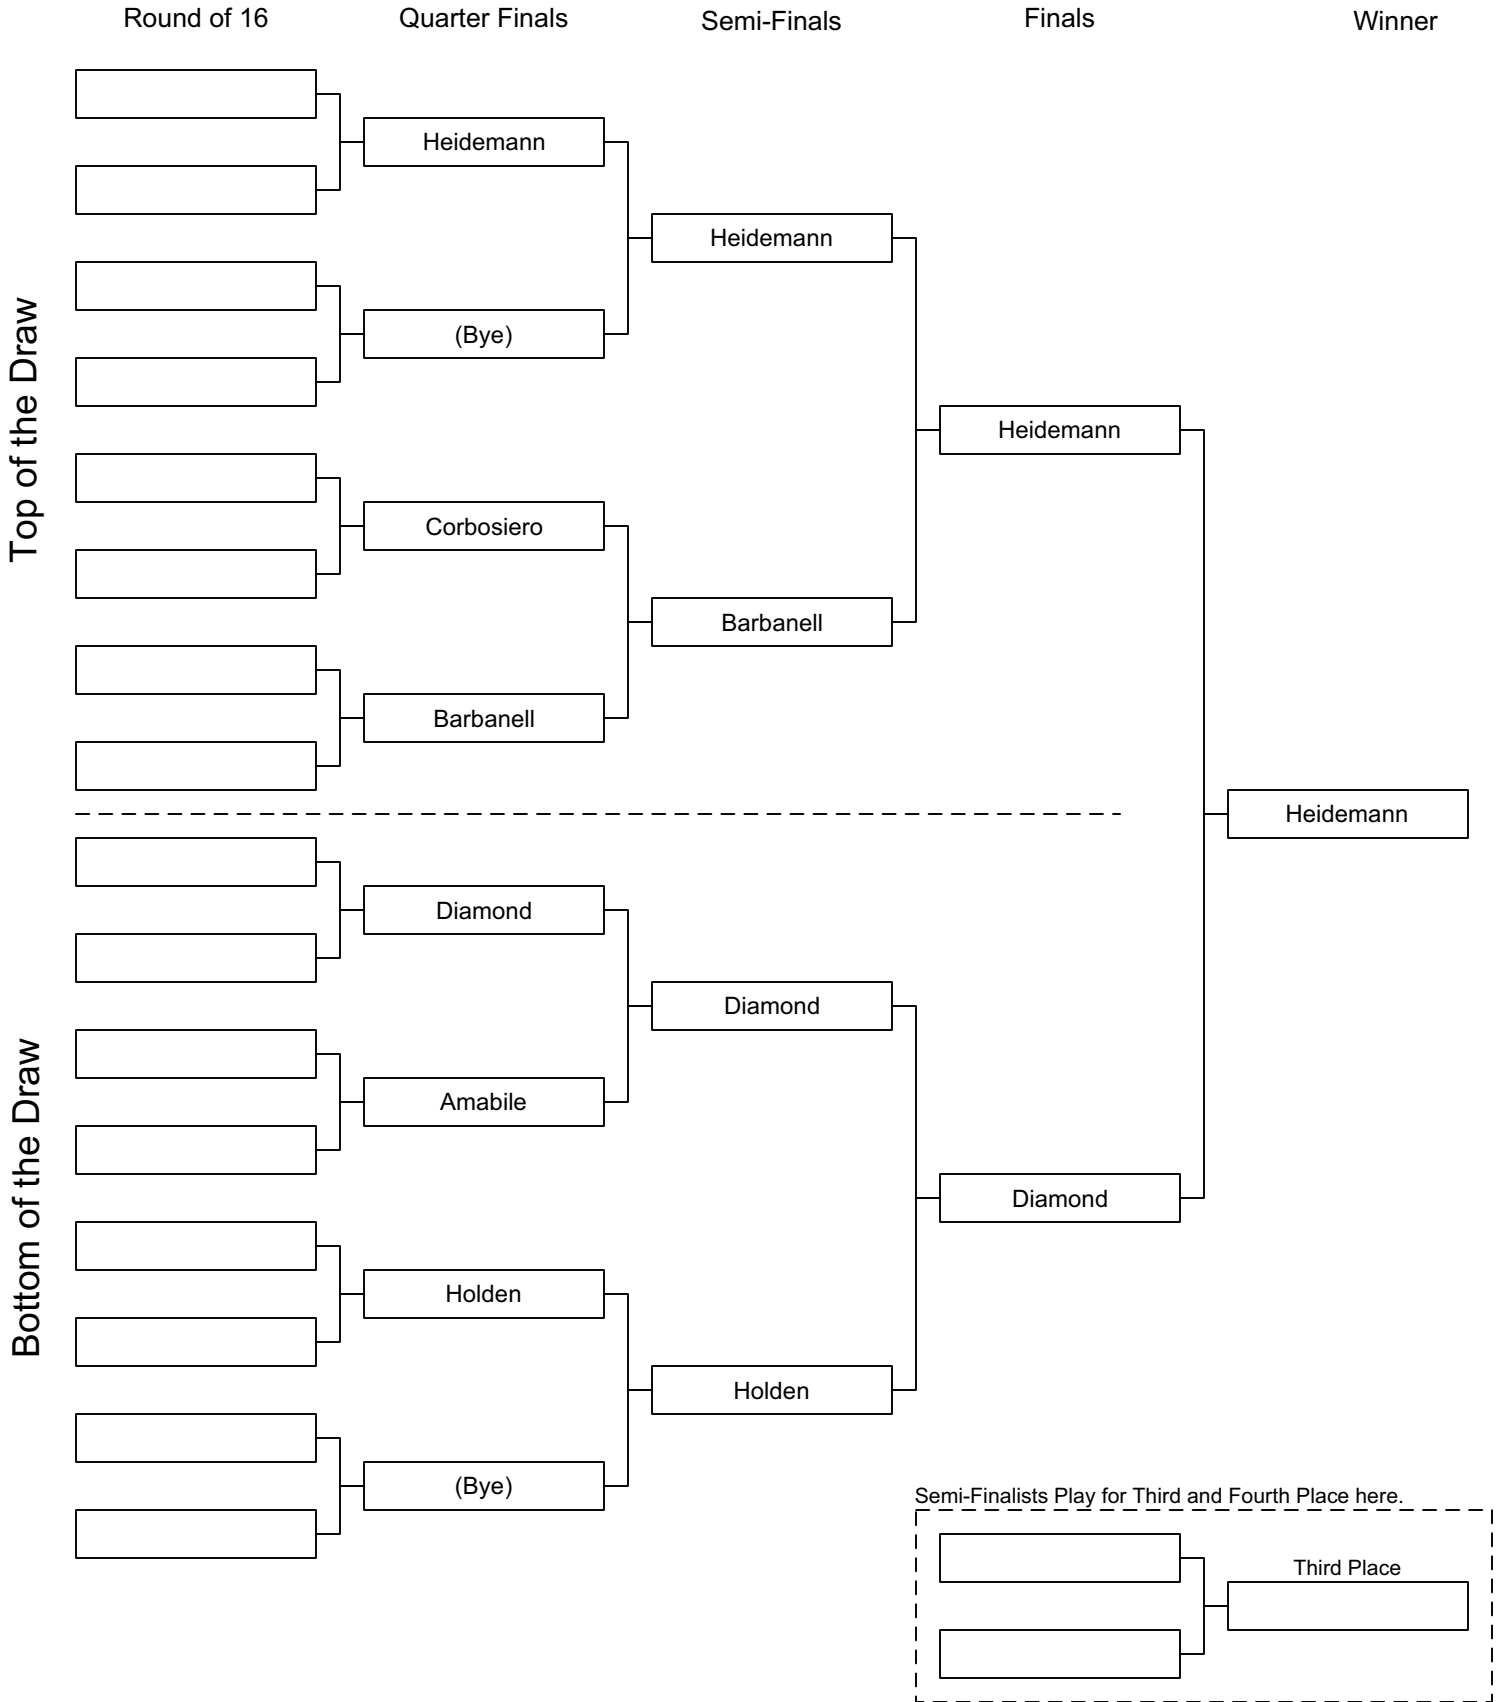 Round of 16
Quarter Finals
Semi-Finals
Finals
Winner
Top of the Draw
Heidemann
Heidemann
(Bye)
Heidemann
Corbosiero
Barbanell
Barbanell
Heidemann
Bottom of the Draw
Diamond
Diamond
Amabile
Diamond
Holden
Holden
(Bye)
Semi-Finalists Play for Third and Fourth Place here.
Third Place